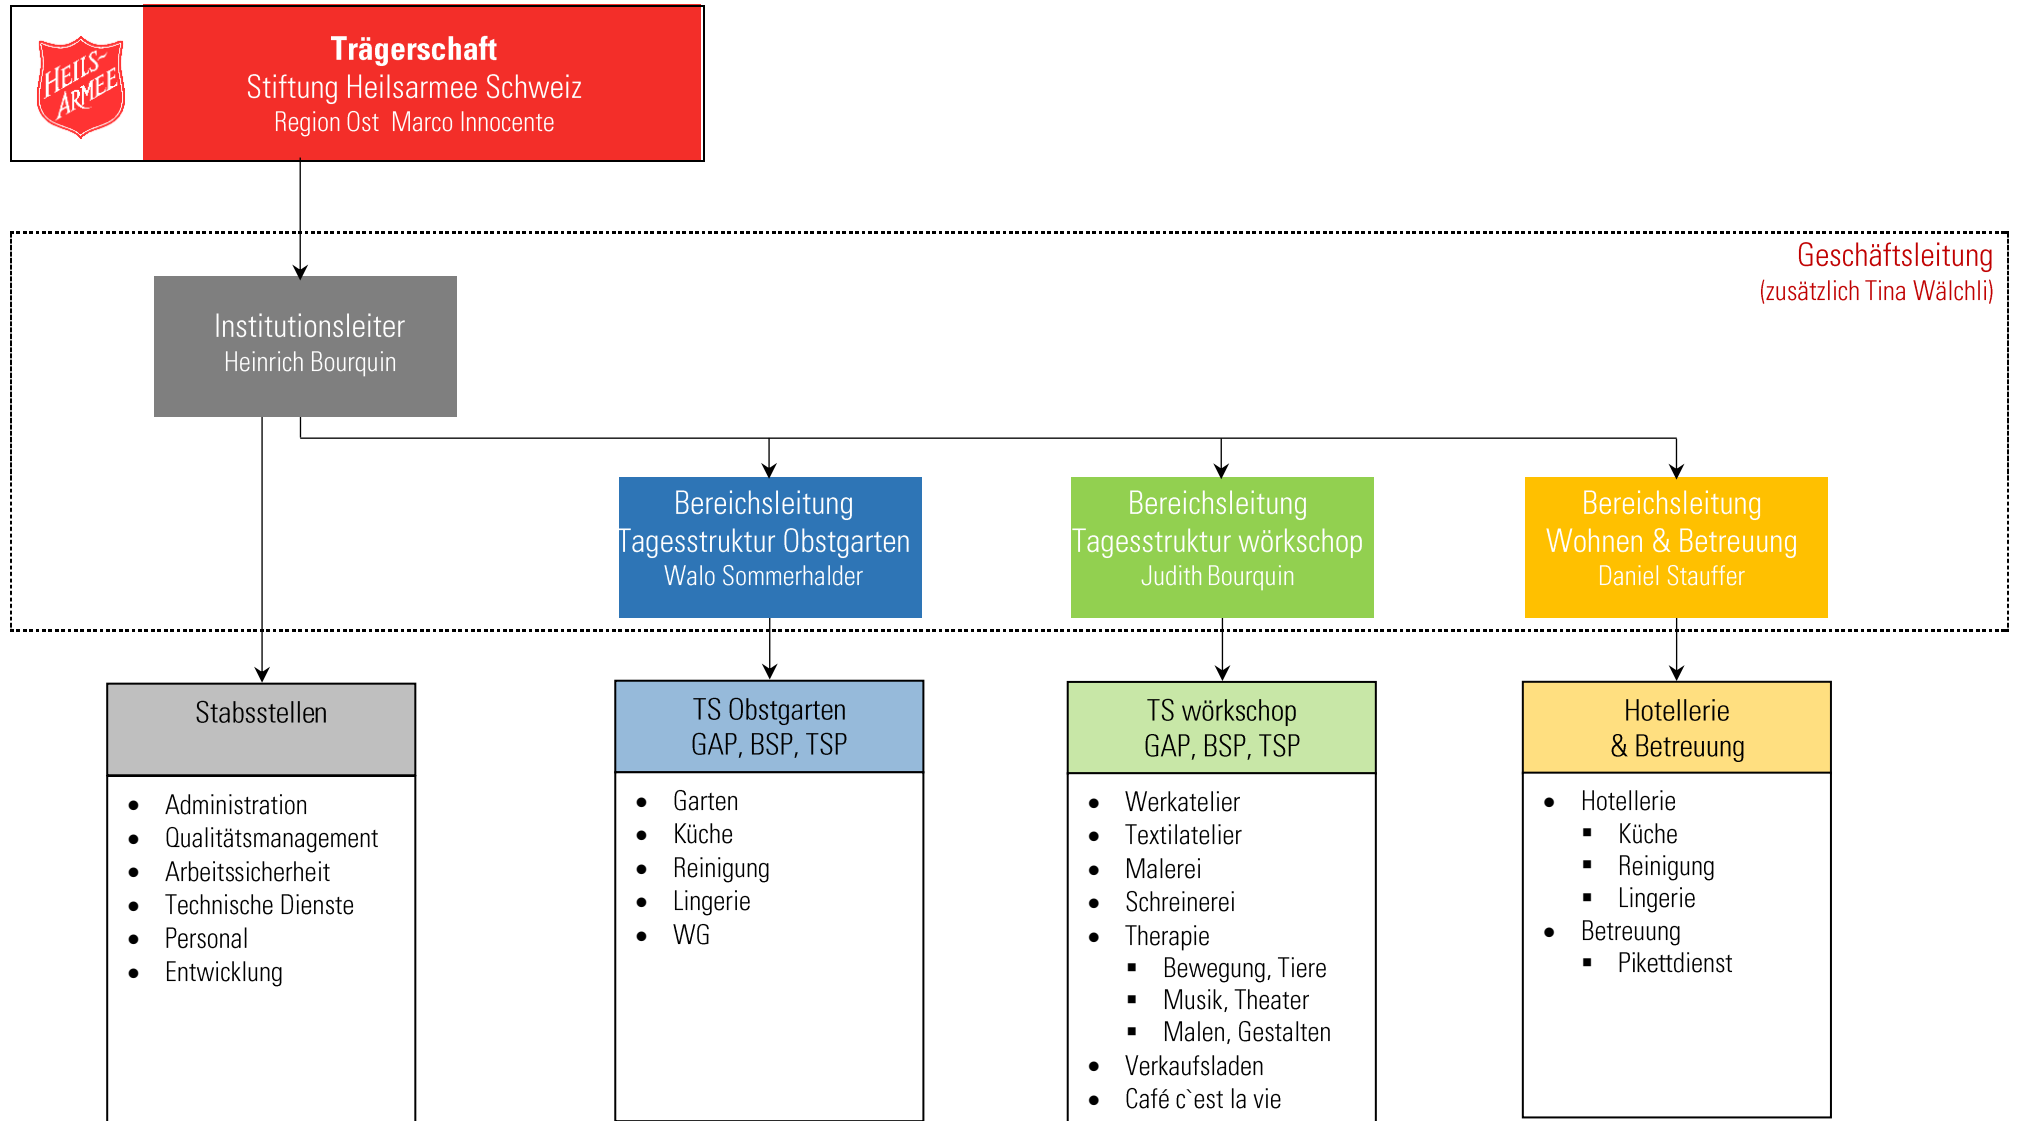 HEILS-
ARMEE
Trägerschaft
Stiftung Heilsarmee Schweiz
Region Ost  Marco Innocente
Geschäftsleitung
(zusätzlich Tina Wälchli)
Institutionsleiter
Heinrich Bourquin
Bereichsleitung
Tagesstruktur Obstgarten
Walo Sommerhalder
Bereichsleitung
Tagesstruktur wörkschop
Judith Bourquin
Bereichsleitung
Wohnen & Betreuung
Daniel Stauffer
Stabsstellen
• Administration
• Qualitätsmanagement
• Arbeitssicherheit
• Technische Dienste
• Personal
• Entwicklung
TS Obstgarten
GAP, BSP, TSP
• Garten
• Küche
• Reinigung
• Lingerie
• WG
TS wörkschop
GAP, BSP, TSP
• Werkatelier
• Textilatelier
• Malerei
• Schreinerei
• Therapie
▪ Bewegung, Tiere
▪ Musik, Theater
▪ Malen, Gestalten
• Verkaufsladen
• Café c`est la vie
Hotellerie
& Betreuung
• Hotellerie
▪ Küche
▪ Reinigung
▪ Lingerie
• Betreuung
▪ Pikettdienst